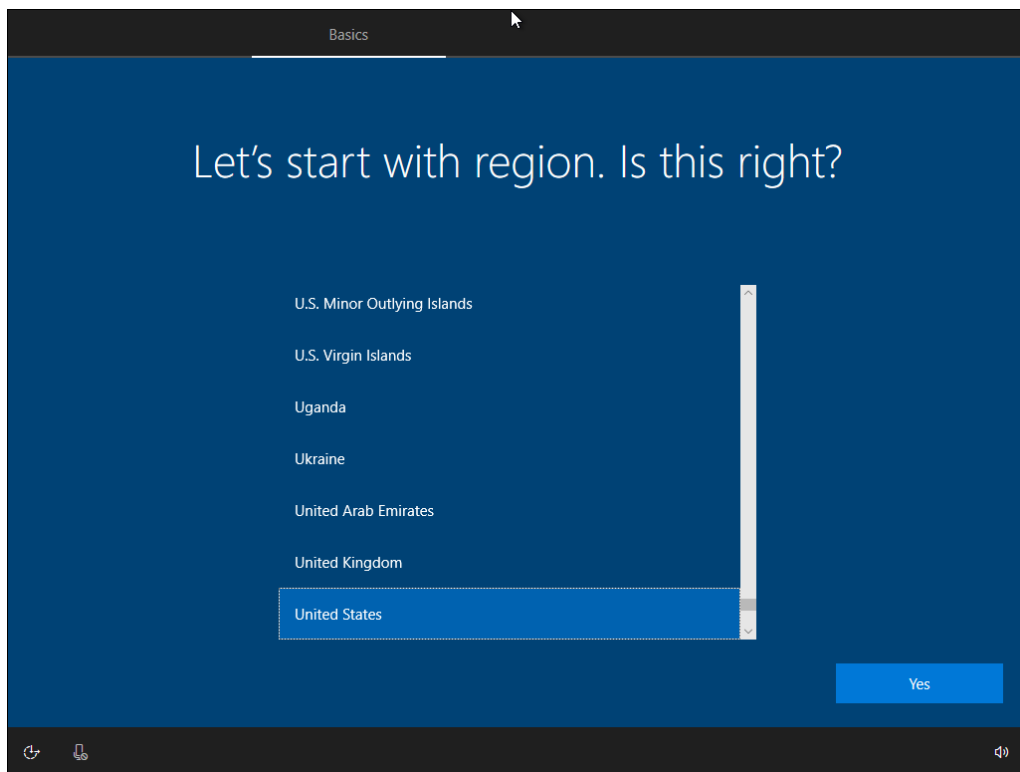 Basics
Let's start with region. Is this right?
U.S. Minor Outlying Islands
U.S. Virgin Islands
Uganda
Ukraine
United Arab Emirates
United Kingdom
United States
Yes